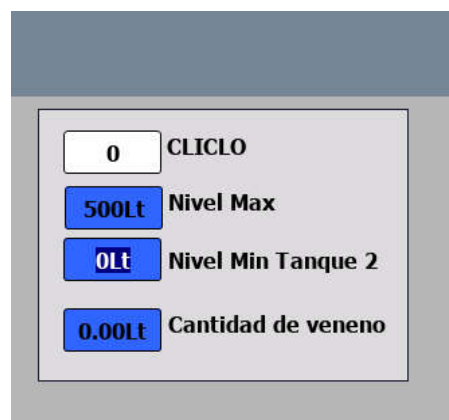 0 CLICLO
500Lt Nivel Max
0Lt Nivel Min Tanque 2
0.00Lt Cantidad de veneno